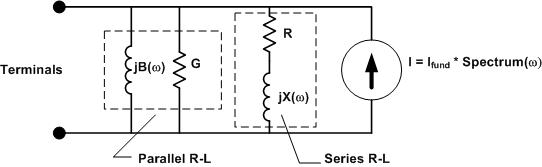 R
jB(ω) G
I = Ifund * Spectrum(ω)
Terminals
jX(ω)
Parallel R-L Series R-L